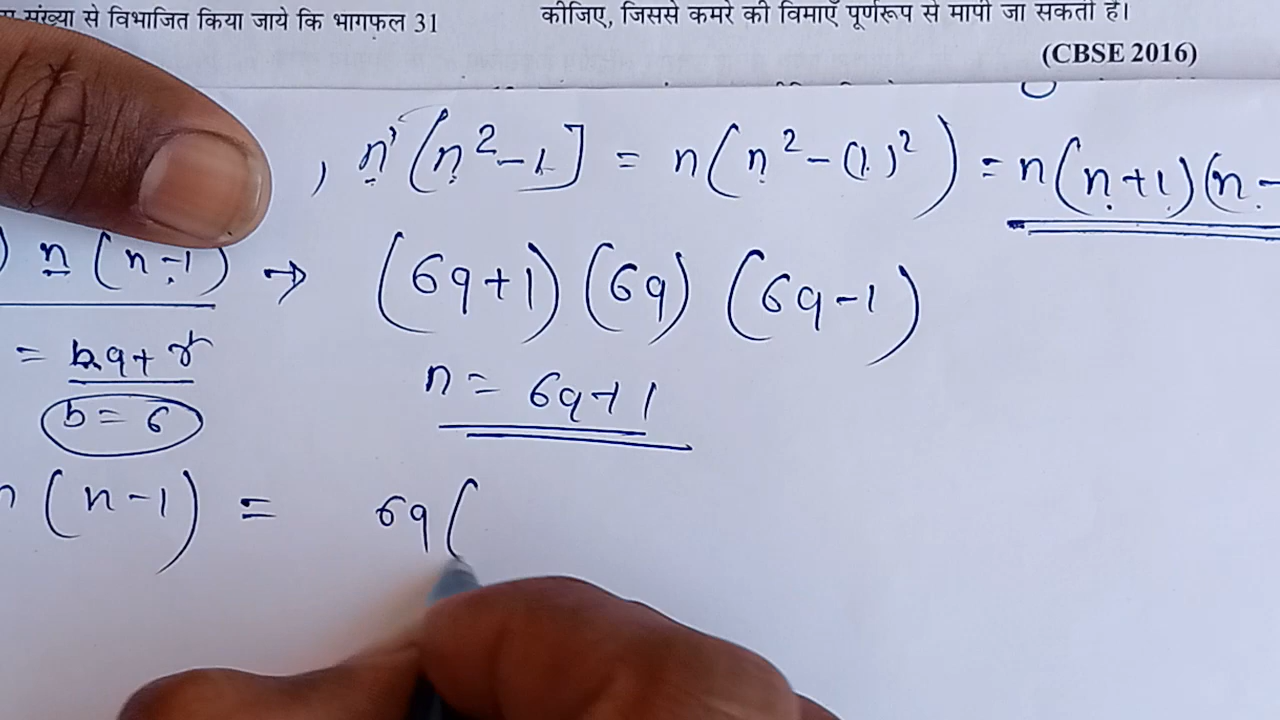 संख्या से विभाजित किया जाये कि भागफल 31
कीजिए, जिससे कमरे की विमाएँ पूर्णरूप से मापी जा सकती है।
(CBSE 2016)
, n³(n²-1] = n(n²-(1)²) = n(n+1)(n-
) n(n-1) → (6q+1)(6q)(6q-1)
= bq+r
n = 6q+1
b = 6
n(n-1) = 6q(